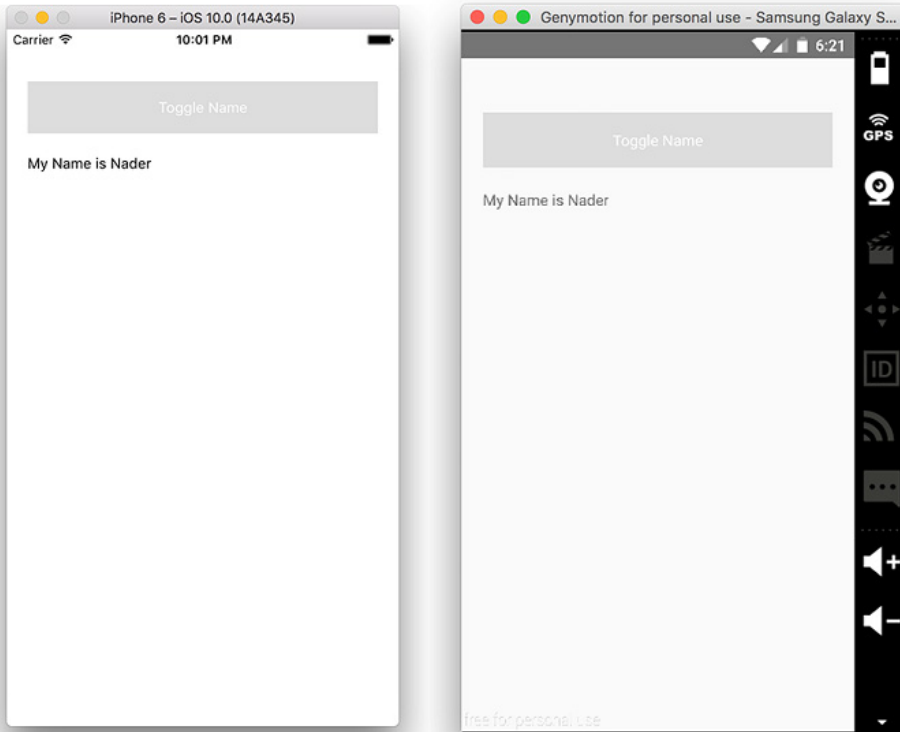 iPhone 6 – iOS 10.0 (14A345)
Carrier 10:01 PM
Toggle Name
My Name is Nader
Genymotion for personal use - Samsung Galaxy S...
6:21
Toggle Name
My Name is Nader
GPS
ID
free for personal use